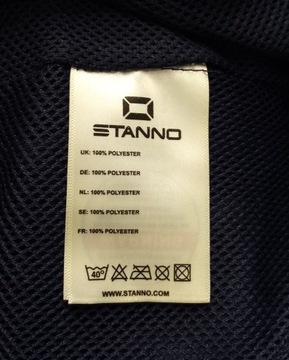 STANNO
UK: 100% POLYESTER
DE: 100% POLYESTER
NL: 100% POLYESTER
SE: 100% POLYESTER
FR: 100% POLYESTER
40°
WWW.STANNO.COM